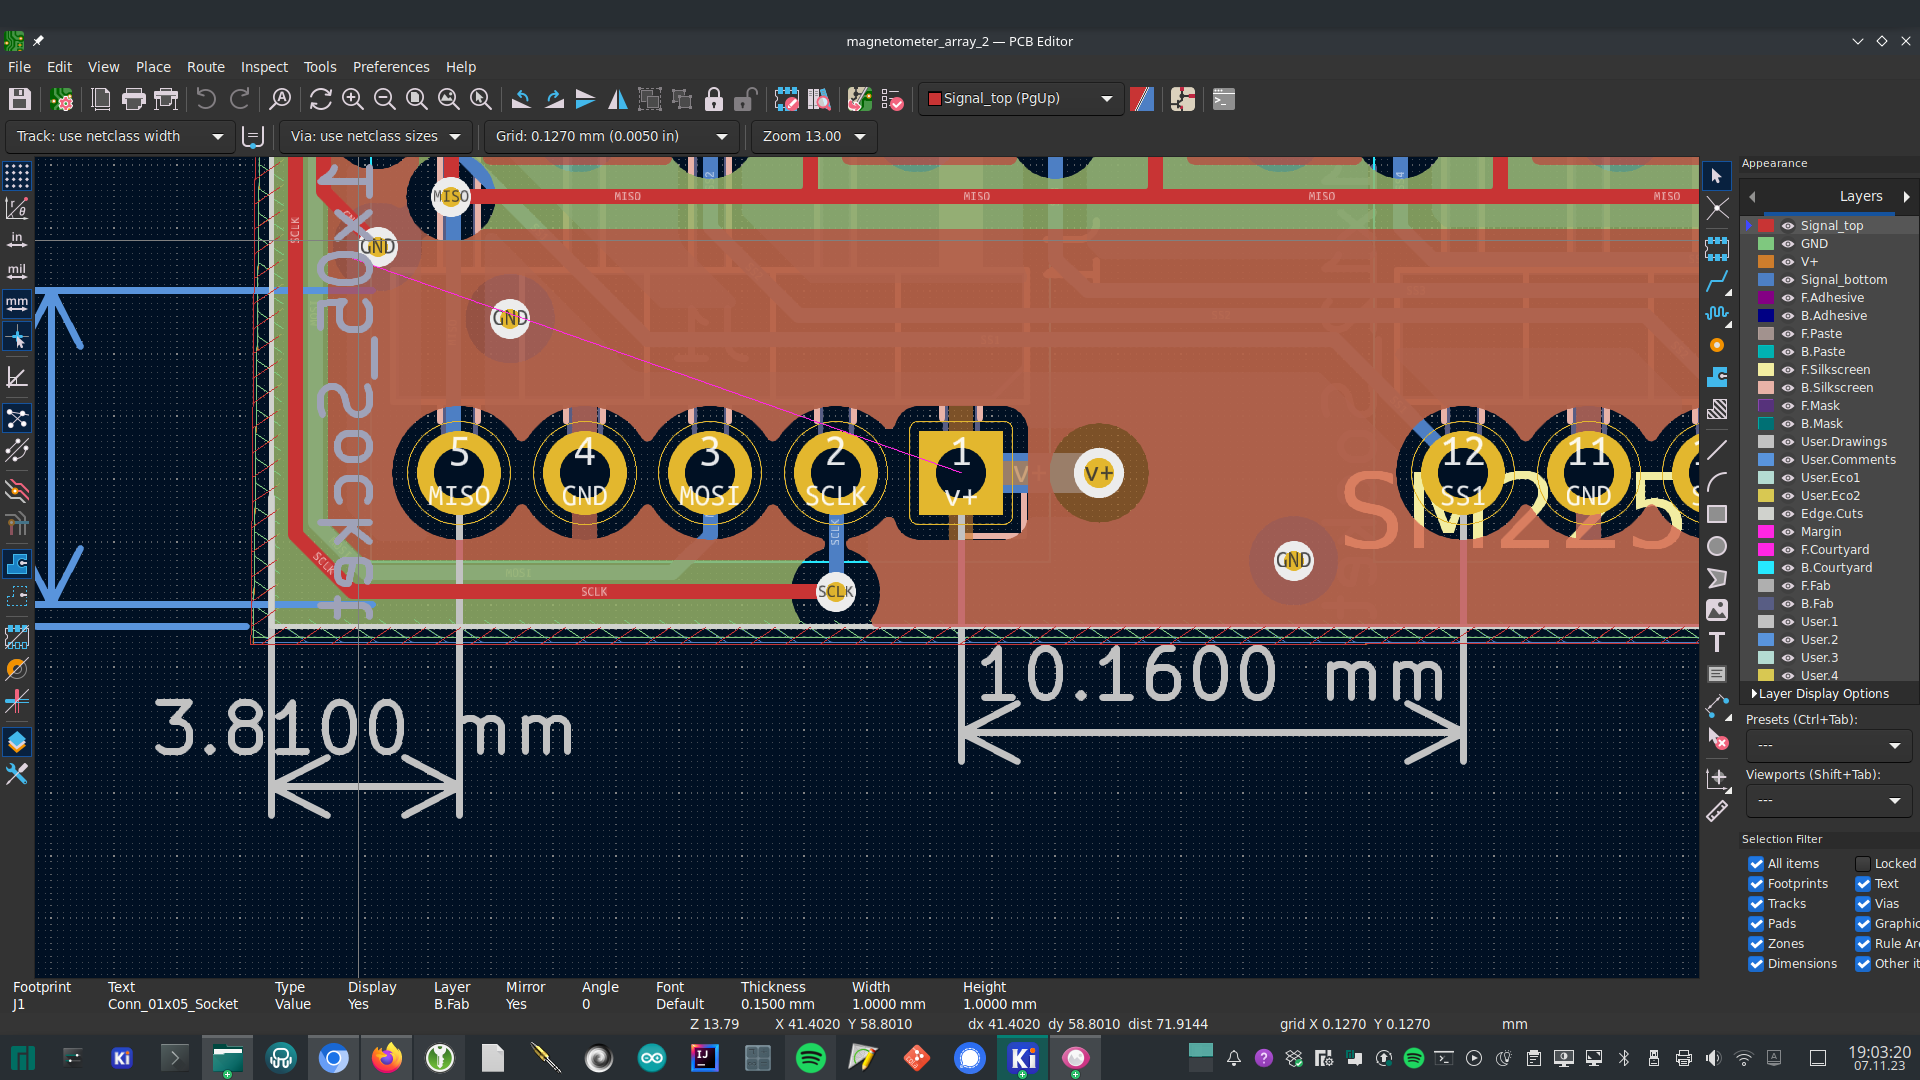 magnetometer_array_2 — PCB Editor
File Edit View Place Route Inspect Tools Preferences Help
Signal_top (PgUp)
Track: use netclass width
Via: use netclass sizes
Grid: 0.1270 mm (0.0050 in)
Zoom 13.00
in
mil
mm
MISO
MISO
MISO
MISO
MISO
SCLK
GND
GND
5 MISO
4 GND
3 MOSI
2 SCLK
1 V+
V+
V+
12 SS1
11 GND
SCLK
SCLK
SCLK
SCLK
MOSI
GND
1x05_Socket
10.1600 mm
3.8100 mm
Appearance
Layers
Signal_top
GND
V+
Signal_bottom
F.Adhesive
B.Adhesive
F.Paste
B.Paste
F.Silkscreen
B.Silkscreen
F.Mask
B.Mask
User.Drawings
User.Comments
User.Eco1
User.Eco2
Edge.Cuts
Margin
F.Courtyard
B.Courtyard
F.Fab
B.Fab
User.1
User.2
User.3
User.4
Layer Display Options
Presets (Ctrl+Tab):
---
Viewports (Shift+Tab):
---
Selection Filter
All items Locked
Footprints Text
Tracks Vias
Pads Graphic
Zones Rule Are
Dimensions Other it
Footprint Text Type Display Layer Mirror Angle Font Thickness Width Height
J1 Conn_01x05_Socket Value Yes B.Fab Yes 0 Default 0.1500 mm 1.0000 mm 1.0000 mm
Z 13.79 X 41.4020 Y 58.8010 dx 41.4020 dy 58.8010 dist 71.9144 grid X 0.1270 Y 0.1270 mm
19:03:20
07.11.23